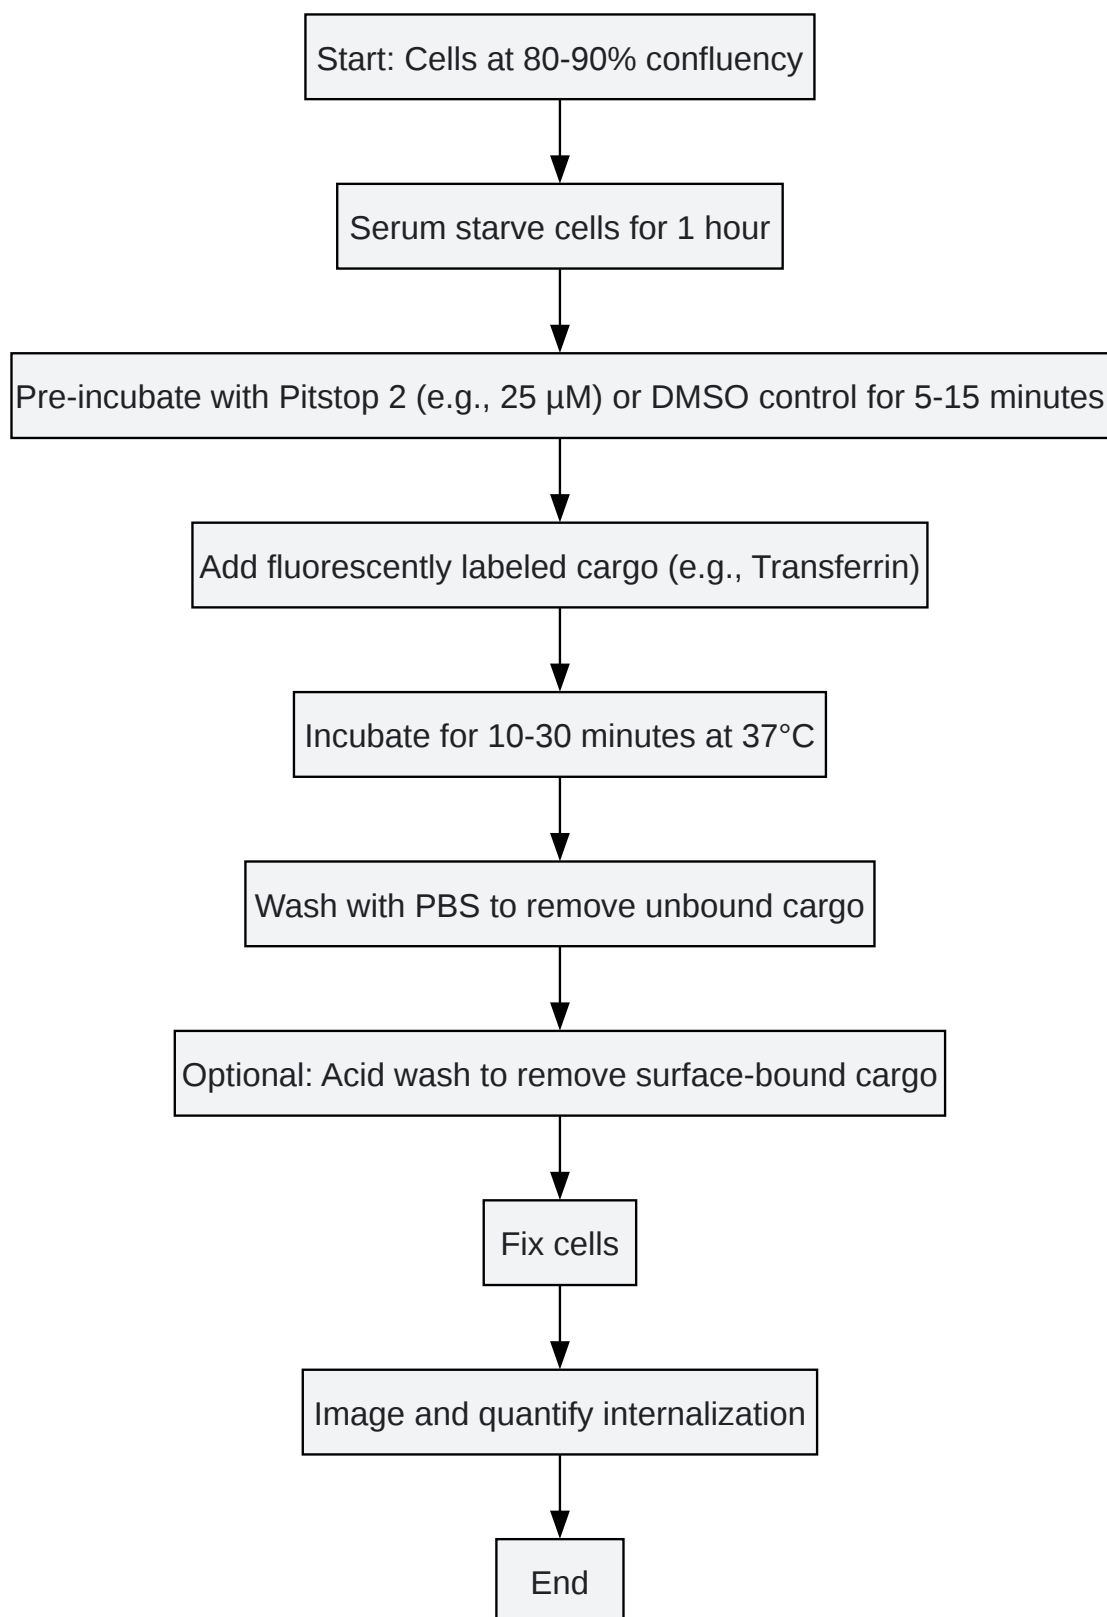 Start: Cells at 80-90% confluency
Serum starve cells for 1 hour
Pre-incubate with Pitstop 2 (e.g., 25 µM) or DMSO control for 5-15 minutes
Add fluorescently labeled cargo (e.g., Transferrin)
Incubate for 10-30 minutes at 37°C
Wash with PBS to remove unbound cargo
Optional: Acid wash to remove surface-bound cargo
Fix cells
Image and quantify internalization
End